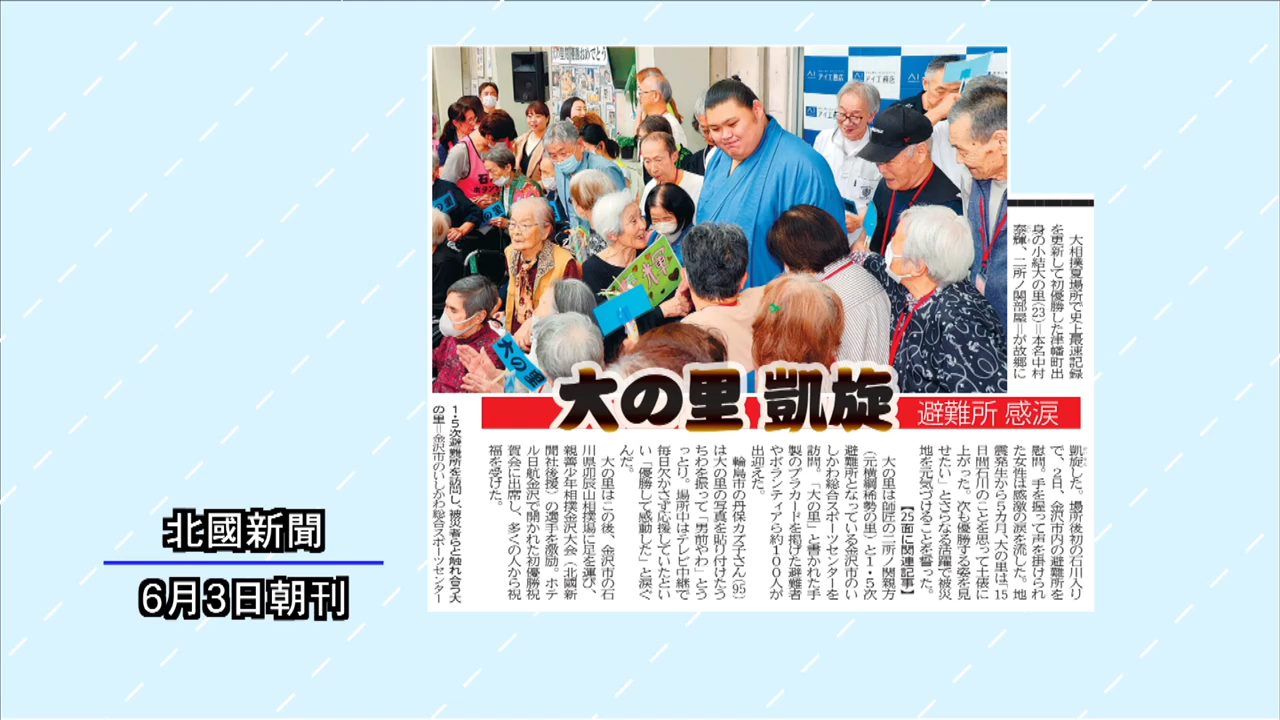 大の里 凱旋
避難所 感涙
大相撲夏場所で史上最速記録
を更新して初優勝した津幡町出
身の小結大の里(23)=本名中村
泰輝、二所ノ関部屋=が故郷に
凱旋した。場所後初の石川入り
で、2日、金沢市内の避難所を
慰問。手を握って声を掛けられ
た女性は感激の涙を流した。地
震発生から5カ月。大の里は「15
日間石川のことを思って土俵に
上がった。次も優勝する姿を見
せたい」とさらなる活躍で被災
地を元気づけることを誓った。
【25面に関連記事】
大の里は師匠の二所ノ関親方
(元横綱稀勢の里)と1・5次
避難所となっている金沢市のい
しかわ総合スポーツセンターを
訪問。「大の里」と書かれた手
製のプラカードを掲げた避難者
やボランティアら約100人が
出迎えた。
輪島市の丹保カズ子さん(95)
は大の里の写真を貼り付けたう
ちわを振って「男前やわ」とう
っとり。場所中はテレビ中継で
毎日欠かさず応援していたとい
い「優勝して感動した」と涙ぐ
んだ。
大の里はこの後、金沢市の石
川県卯辰山相撲場に足を運び、
親善少年相撲金沢大会(北國新
聞社後援)の選手を激励。ホテ
ル日航金沢で開かれた初優勝祝
賀会に出席し、多くの人から祝
福を受けた。
1・5次避難所を訪問し、被災者らと触れ合う大
の里=金沢市のいしかわ総合スポーツセンター
大の里
アイ工務店
アイ工務店
北國新聞
6月3日朝刊